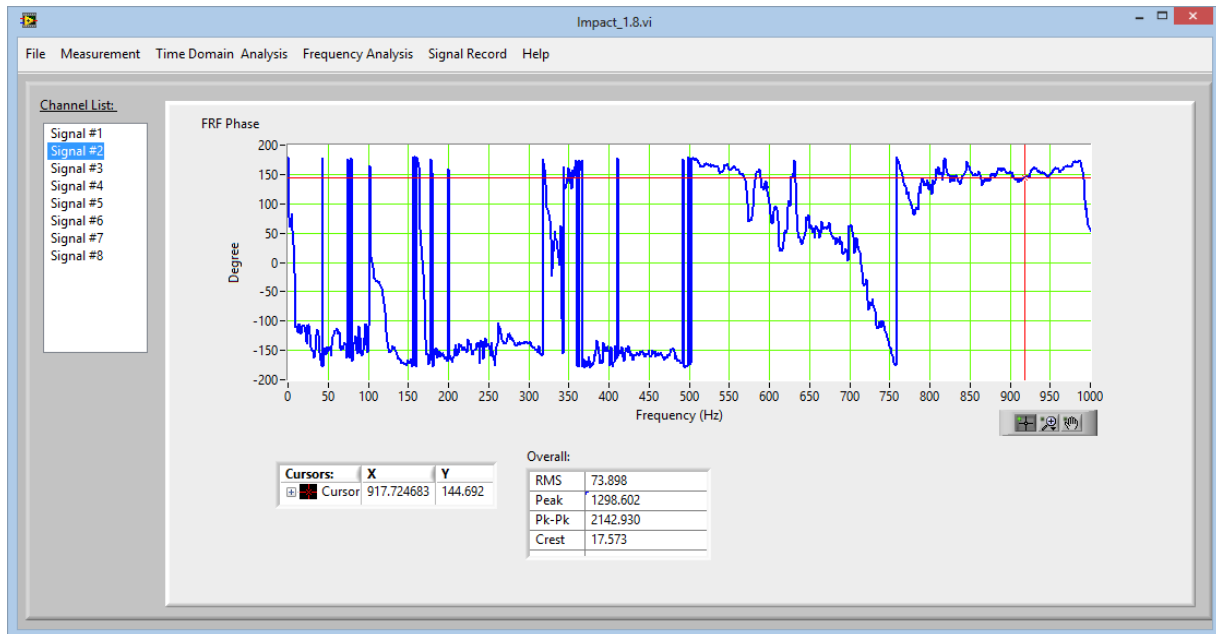 Impact_1.8.vi
File Measurement Time Domain Analysis Frequency Analysis Signal Record Help
Channel List:
Signal #1
Signal #2
Signal #3
Signal #4
Signal #5
Signal #6
Signal #7
Signal #8
FRF Phase
Degree
200
150
100
50
0
-50
-100
-150
-200
0 50 100 150 200 250 300 350 400 450 500 550 600 650 700 750 800 850 900 950 1000
Frequency (Hz)
Cursors: X Y
Cursor 917.724683 144.692
Overall:
RMS 73.898
Peak 1298.602
Pk-Pk 2142.930
Crest 17.573